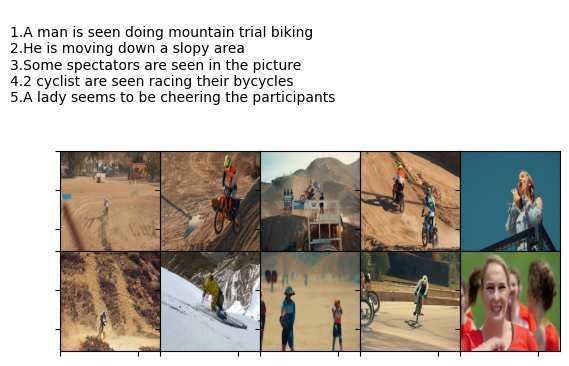 1.A man is seen doing mountain trial biking
2.He is moving down a slopy area
3.Some spectators are seen in the picture
4.2 cyclist are seen racing their bycycles
5.A lady seems to be cheering the participants